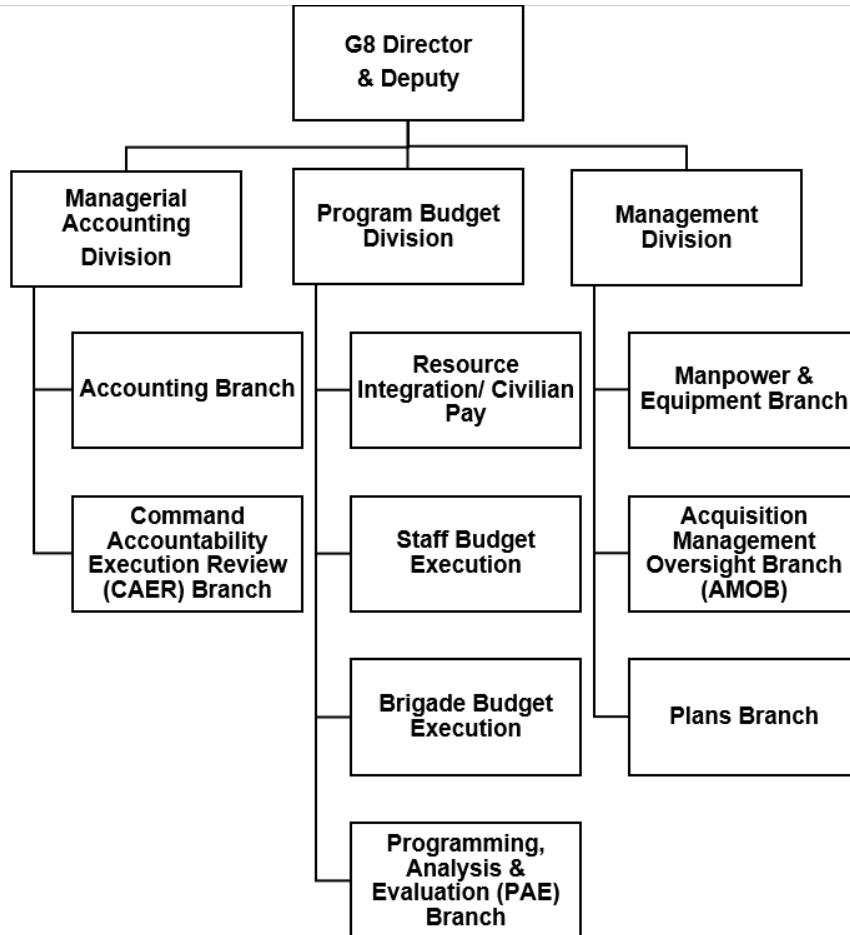 G8 Director
& Deputy
Managerial
Accounting
Division
Program Budget
Division
Management
Division
Accounting Branch
Command
Accountability
Execution Review
(CAER) Branch
Resource
Integration/ Civilian
Pay
Staff Budget
Execution
Brigade Budget
Execution
Programming,
Analysis &
Evaluation (PAE)
Branch
Manpower &
Equipment Branch
Acquisition
Management
Oversight Branch
(AMOB)
Plans Branch